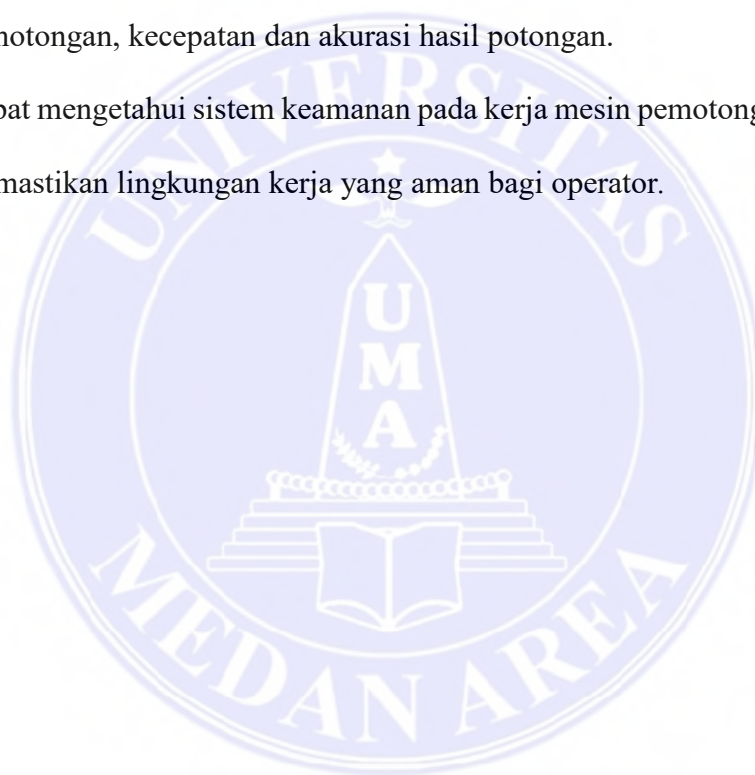 notongan, kecepatan dan akurasi hasil potongan.
pat mengetahui sistem keamanan pada kerja mesin pemotong
mastikan lingkungan kerja yang aman bagi operator.
UNIVERSITAS
U
M
A
MEDAN AREA